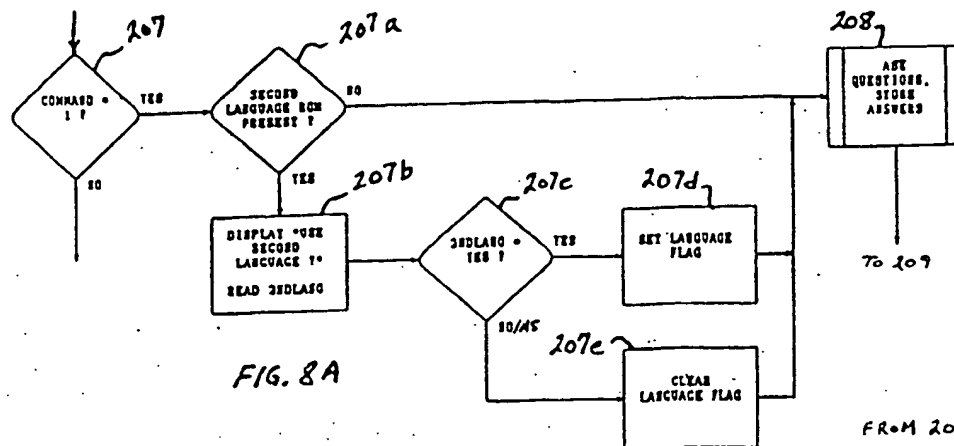 207
COMMAND =
1 ?
YES
NO
207a
SECOND
LANGUAGE ROM
PRESENT ?
NO
YES
207b
DISPLAY "USE
SECOND
LANGUAGE ?"
READ 2NDLANG
207c
2NDLANG =
YES ?
YES
NO/NS
207d
SET LANGUAGE
FLAG
207e
CLEAR
LANGUAGE FLAG
208
ASK
QUESTIONS,
STORE
ANSWERS
TO 209
FIG. 8A
FROM 20